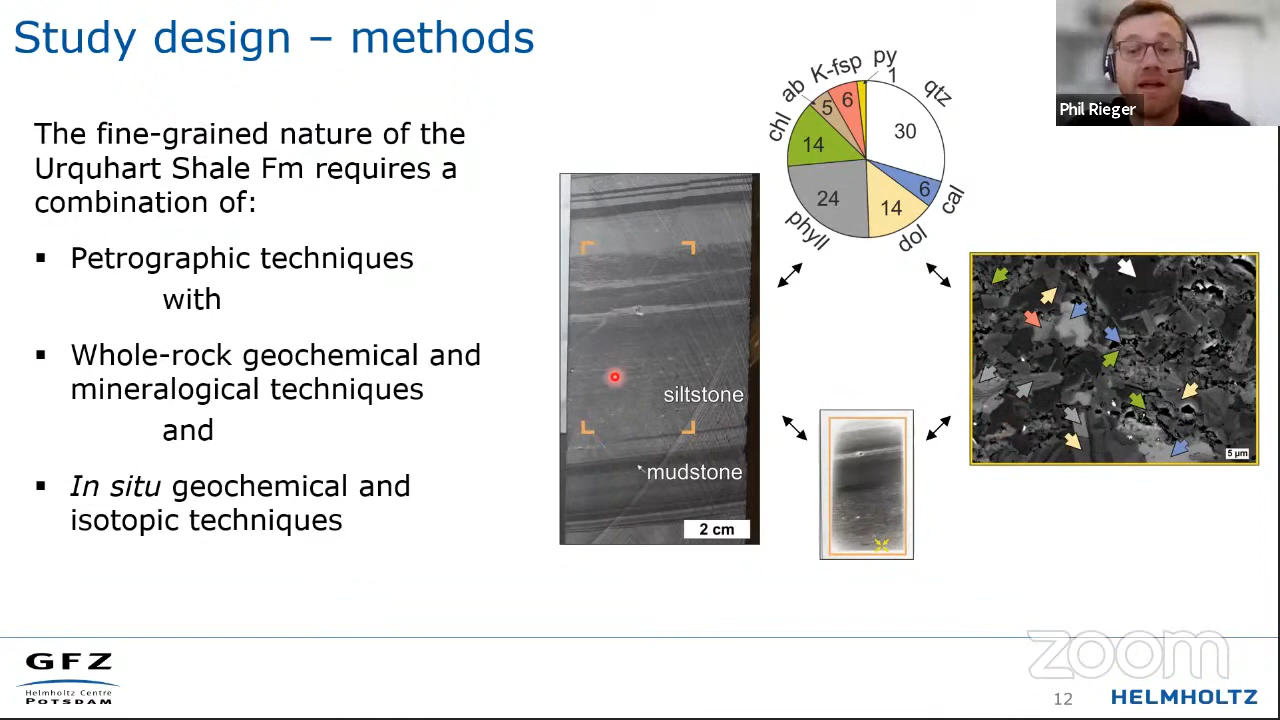 Study design – methods
Phil Rieger
The fine-grained nature of the
Urquhart Shale Fm requires a
combination of:
▪ Petrographic techniques
with
▪ Whole-rock geochemical and
mineralogical techniques
and
▪ In situ geochemical and
isotopic techniques
py
1
K-fsp
6
ab
5
chl
14
qtz
30
cal
6
dol
14
phyll
24
siltstone
mudstone
2 cm
5 µm
GFZ
Helmholtz Centre
POTSDAM
zoom
12
HELMHOLTZ